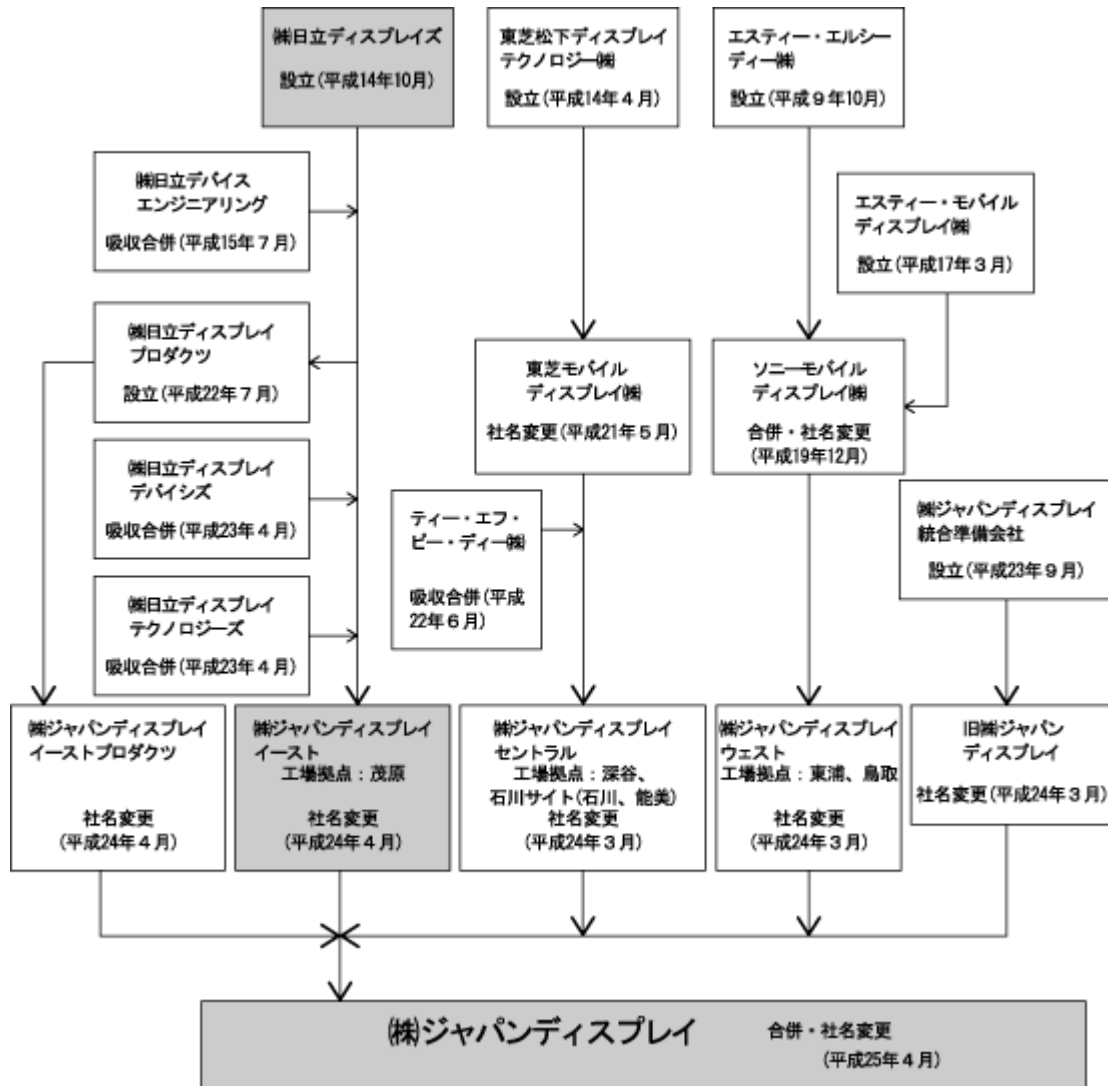 ㈱日立ディスプレイズ
設立(平成14年10月)
東芝松下ディスプレイ
テクノロジー㈱
設立(平成14年４月)
エスティー・エルシー
ディー㈱
設立(平成９年10月)
㈱日立デバイス
エンジニアリング
吸収合併(平成15年７月)
エスティー・モバイル
ディスプレイ㈱
設立(平成17年３月)
㈱日立ディスプレイ
プロダクツ
設立(平成22年７月)
東芝モバイル
ディスプレイ㈱
社名変更(平成21年５月)
ソニーモバイル
ディスプレイ㈱
合併・社名変更
(平成19年12月)
㈱日立ディスプレイ
デバイシズ
吸収合併(平成23年４月)
ティー・エフ・
ピー・ディー㈱
吸収合併(平成
22年６月)
㈱ジャパンディスプレイ
統合準備会社
設立(平成23年９月)
㈱日立ディスプレイ
テクノロジーズ
吸収合併(平成23年４月)
㈱ジャパンディスプレイ
イーストプロダクツ
社名変更
(平成24年４月)
㈱ジャパンディスプレイ
イースト
工場拠点：茂原
社名変更
(平成24年４月)
㈱ジャパンディスプレイ
セントラル
工場拠点：深谷、
石川サイト(石川、能美)
社名変更
(平成24年３月)
㈱ジャパンディスプレイ
ウェスト
工場拠点：東浦、鳥取
社名変更
(平成24年３月)
旧㈱ジャパン
ディスプレイ
社名変更(平成24年３月)
㈱ジャパンディスプレイ 合併・社名変更
(平成25年４月)